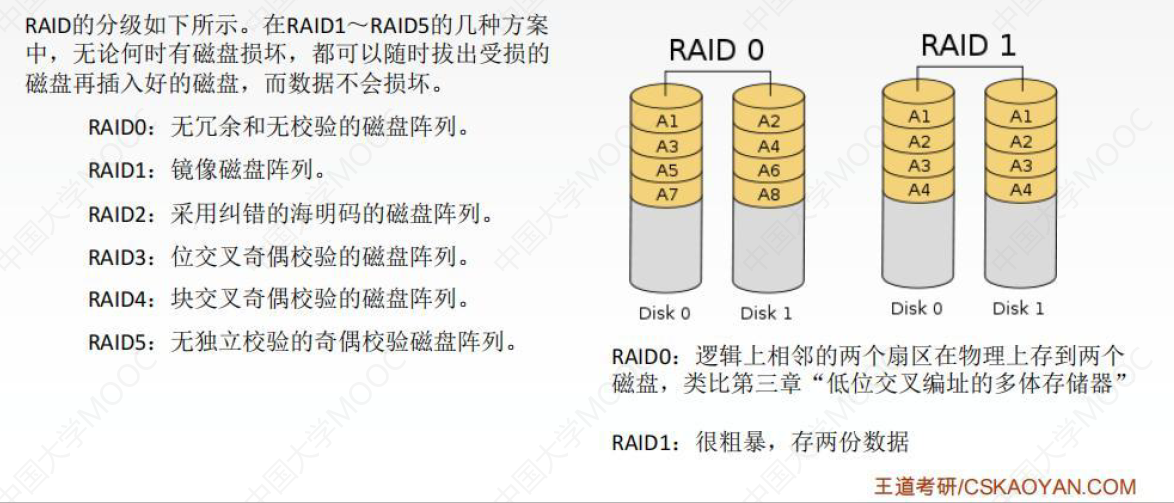 RAID的分级如下所示。在RAID1～RAID5的几种方案
中，无论何时有磁盘损坏，都可以随时拔出受损的
磁盘再插入好的磁盘，而数据不会损坏。
RAID0：无冗余和无校验的磁盘阵列。
RAID1：镜像磁盘阵列。
RAID2：采用纠错的海明码的磁盘阵列。
RAID3：位交叉奇偶校验的磁盘阵列。
RAID4：块交叉奇偶校验的磁盘阵列。
RAID5：无独立校验的奇偶校验磁盘阵列。
RAID 0
A1 A2
A3 A4
A5 A6
A7 A8
Disk 0 Disk 1
RAID 1
A1 A1
A2 A2
A3 A3
A4 A4
Disk 0 Disk 1
RAID0：逻辑上相邻的两个扇区在物理上存到两个
磁盘，类比第三章“低位交叉编址的多体存储器”
RAID1：很粗暴，存两份数据
王道考研/CSKAOYAN.COM
中国大学MOOC